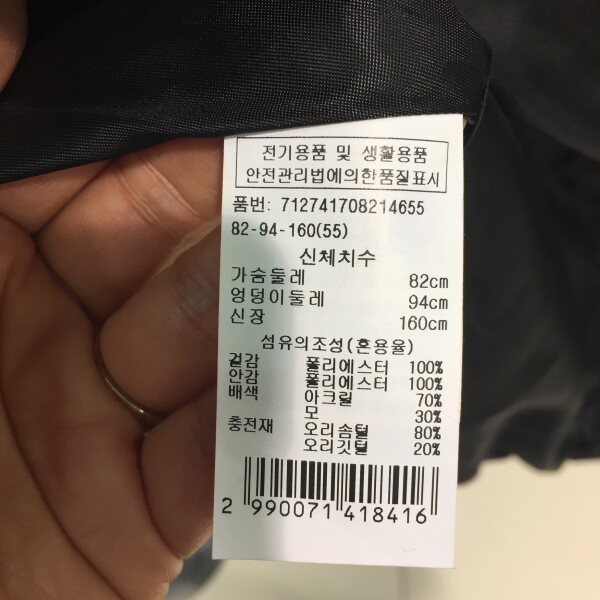 전기용품 및 생활용품
안전관리법에의한품질표시
품번: 712741708214655
82-94-160(55)
신체치수
가슴둘레 82cm
엉덩이둘레 94cm
신장 160cm
섬유의조성(혼용율)
겉감 폴리에스터 100%
안감 폴리에스터 100%
배색 아크릴 70%
모 30%
충전재 오리솜털 80%
오리깃털 20%
2 990071 418416